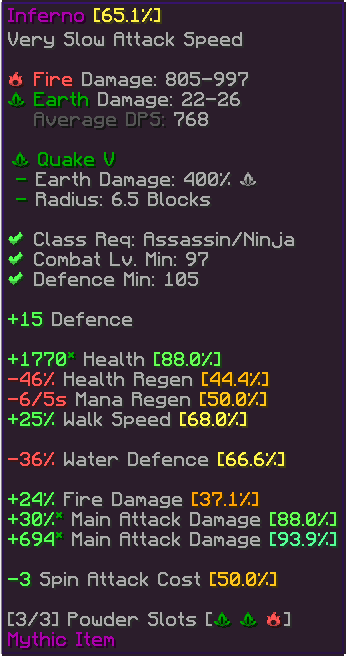 Inferno [65.1%]
Very Slow Attack Speed
Fire Damage: 805-997
Earth Damage: 22-26
Average DPS: 768
Quake V
- Earth Damage: 400%
- Radius: 6.5 Blocks
✔ Class Req: Assassin/Ninja
✔ Combat Lv. Min: 97
✔ Defence Min: 105
+15 Defence
+1770* Health [88.0%]
-46% Health Regen [44.4%]
-6/5s Mana Regen [50.0%]
+25% Walk Speed [68.0%]
-36% Water Defence [66.6%]
+24% Fire Damage [37.1%]
+30%* Main Attack Damage [88.0%]
+694* Main Attack Damage [93.9%]
-3 Spin Attack Cost [50.0%]
[3/3] Powder Slots [ ]
Mythic Item